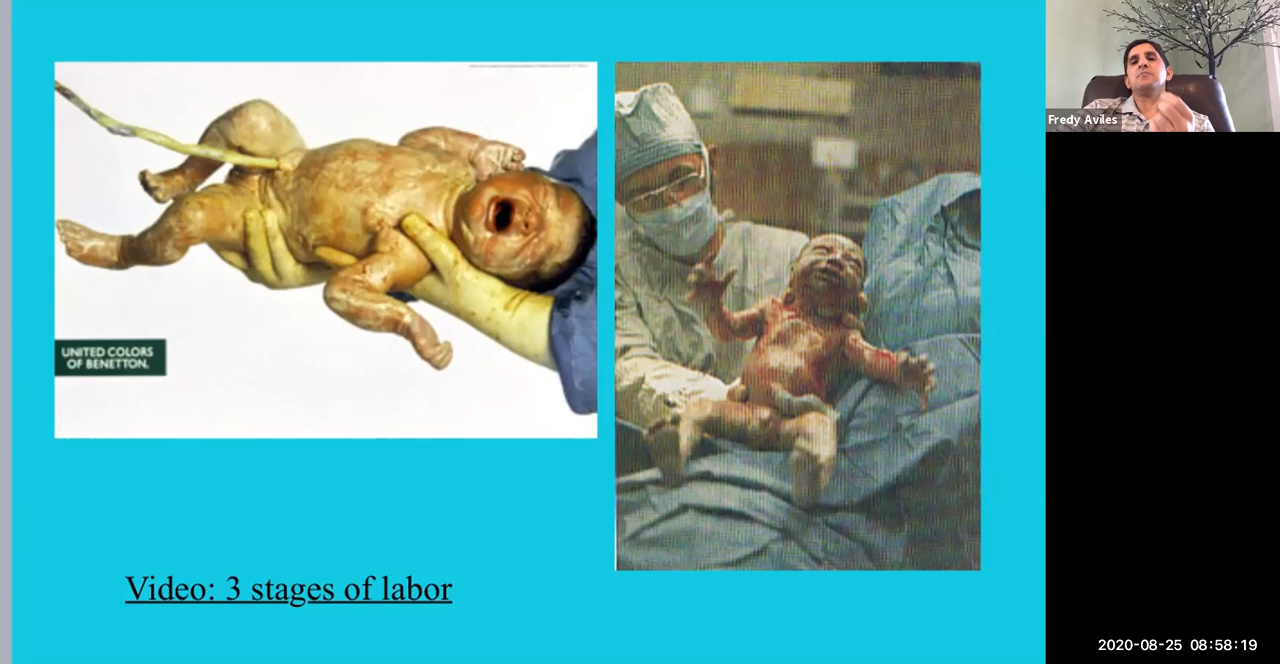 UNITED COLORS
OF BENETTON.
Video: 3 stages of labor
Fredy Aviles
2020-08-25 08:58:19